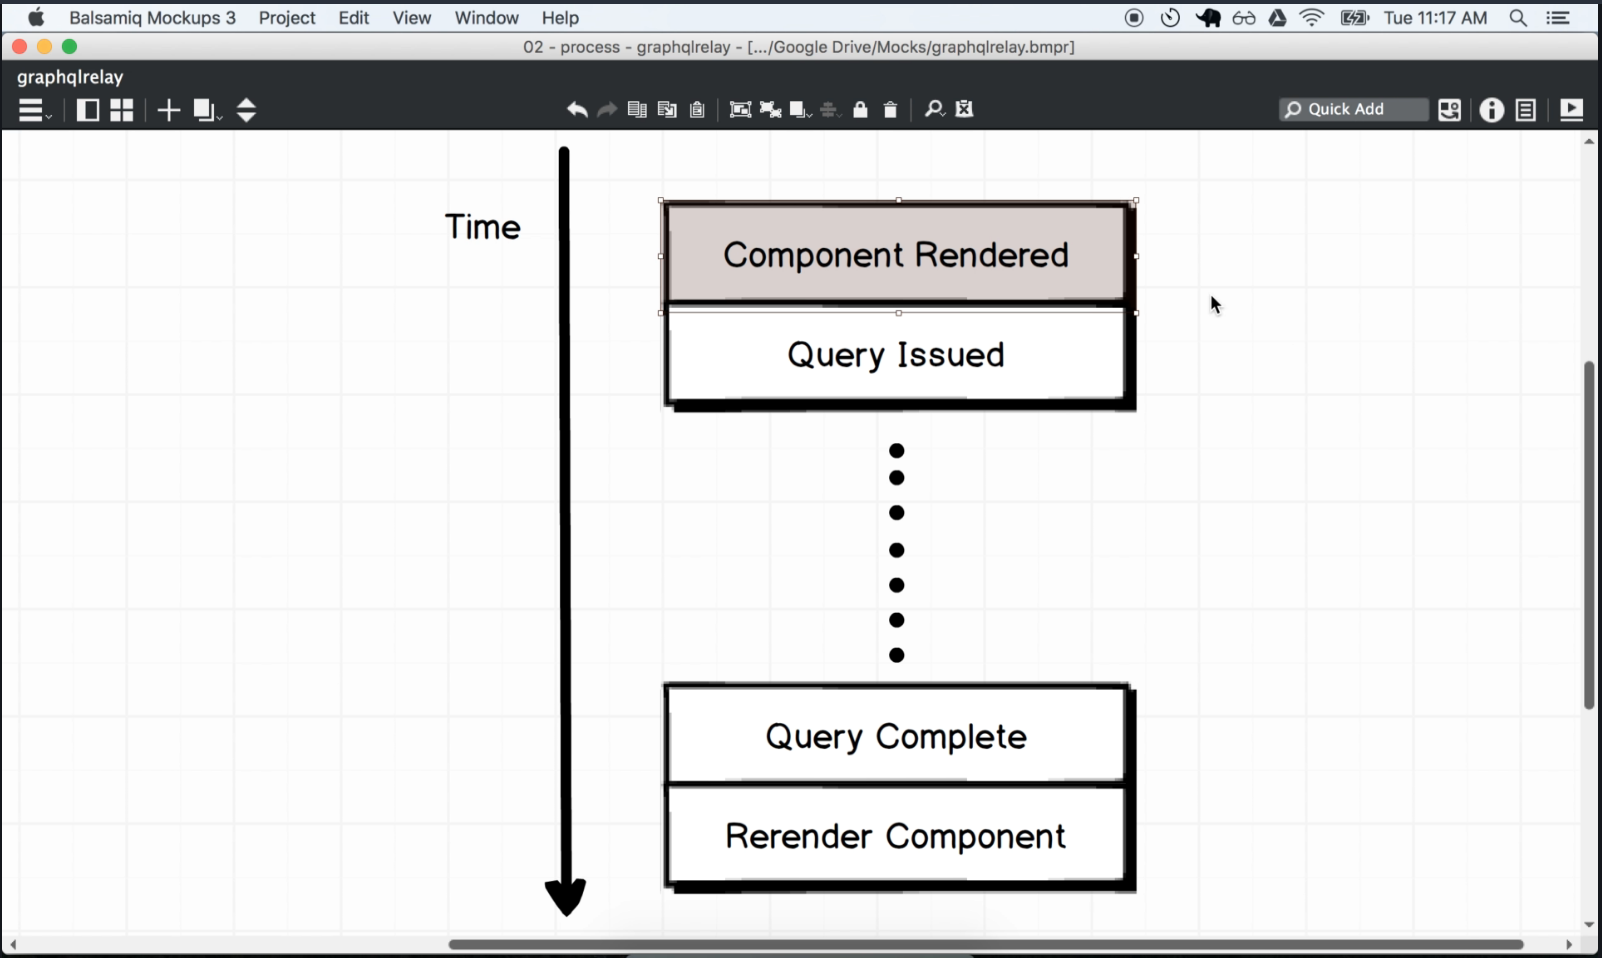 Balsamiq Mockups 3 Project Edit View Window Help Tue 11:17 AM
02 - process - graphqlrelay - [.../Google Drive/Mocks/graphqlrelay.bmpr]
graphqlrelay
Quick Add
Time
Component Rendered
Query Issued
Query Complete
Rerender Component